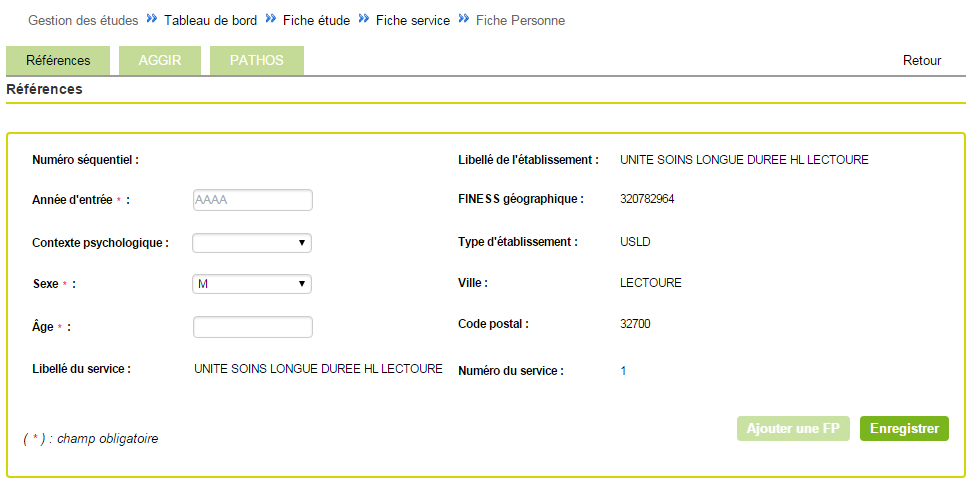 Gestion des études » Tableau de bord » Fiche étude » Fiche service » Fiche Personne
Références AGGIR PATHOS Retour
Références
Numéro séquentiel : Libellé de l'établissement : UNITE SOINS LONGUE DUREE HL LECTOURE
Année d'entrée * : AAAA FINESS géographique : 320782964
Contexte psychologique : Type d'établissement : USLD
Sexe * : M Ville : LECTOURE
Âge * : Code postal : 32700
Libellé du service : UNITE SOINS LONGUE DUREE HL LECTOURE Numéro du service : 1
( * ) : champ obligatoire Ajouter une FP Enregistrer